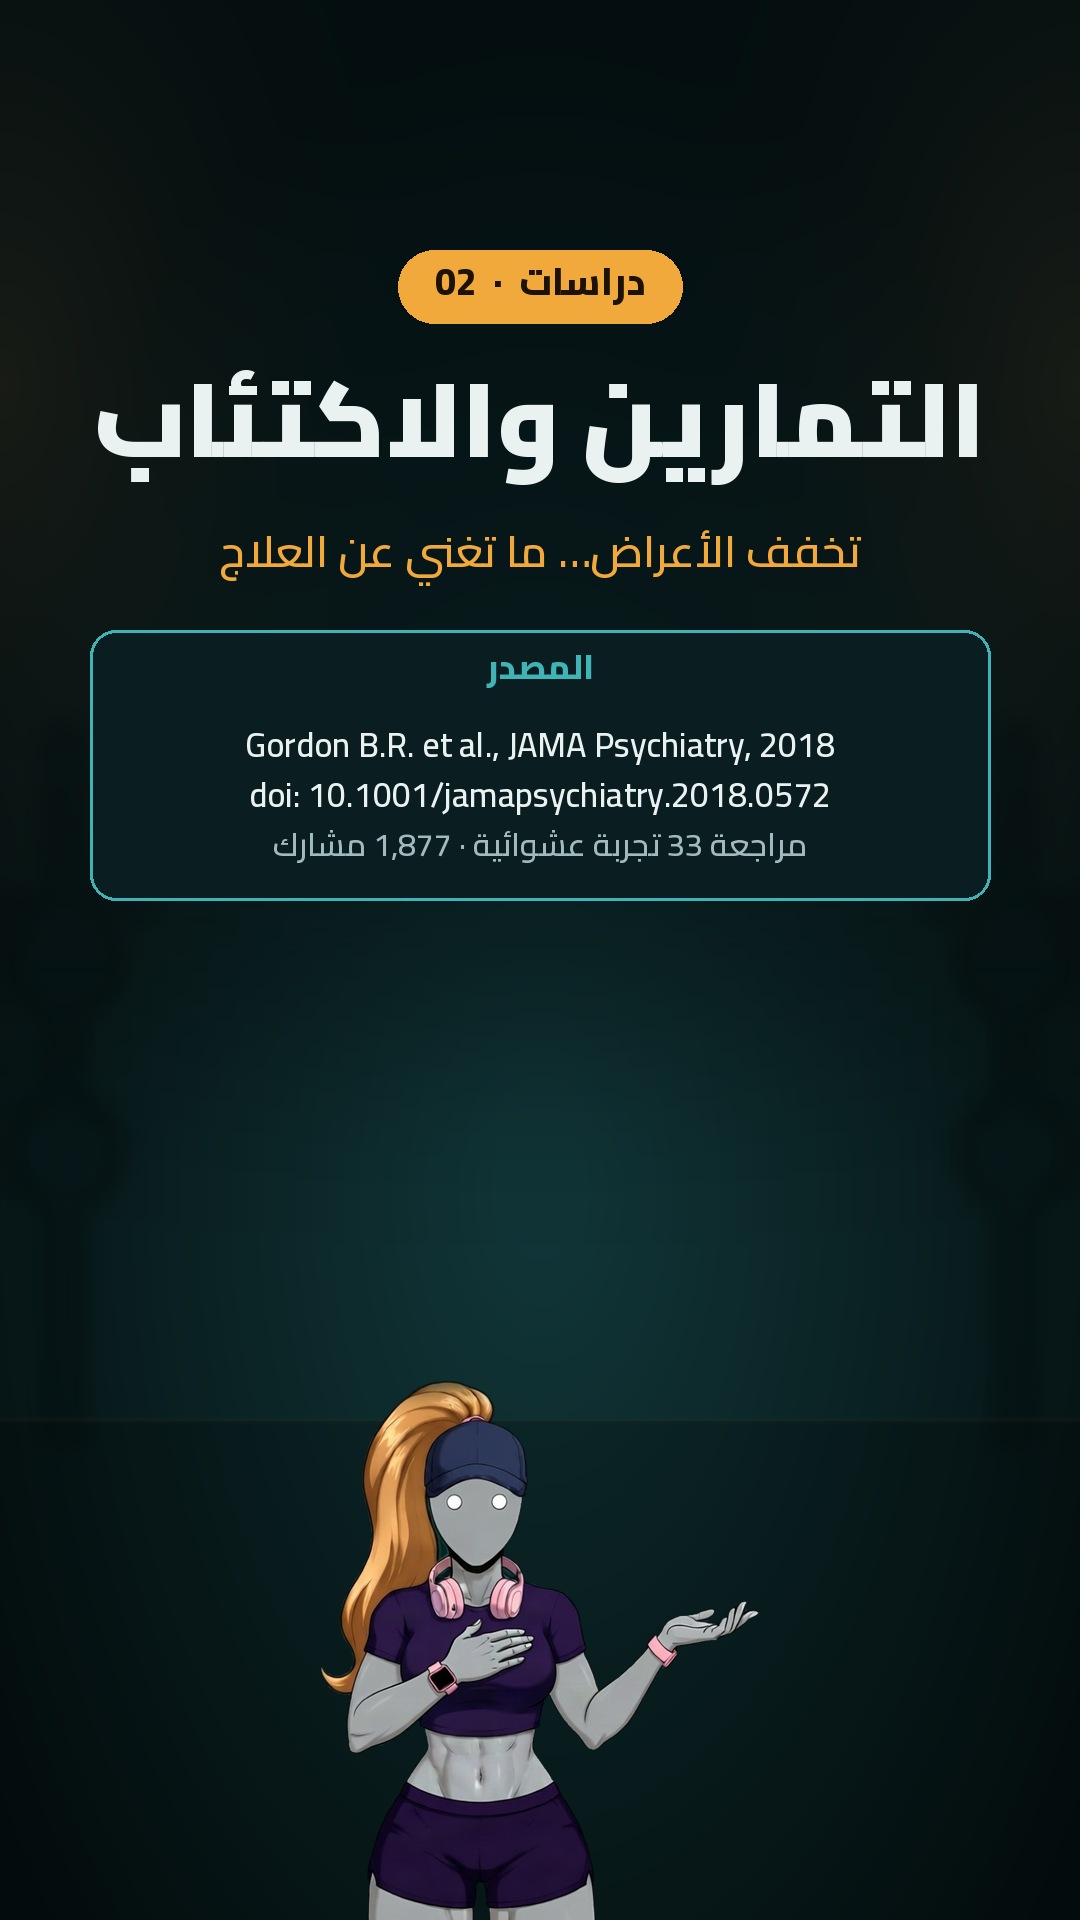 دراسات · 02
التمارين والاكتئاب
تخفف الأعراض... ما تغني عن العلاج
المصدر
Gordon B.R. et al., JAMA Psychiatry, 2018
doi: 10.1001/jamapsychiatry.2018.0572
مراجعة 33 تجربة عشوائية · 1,877 مشارك